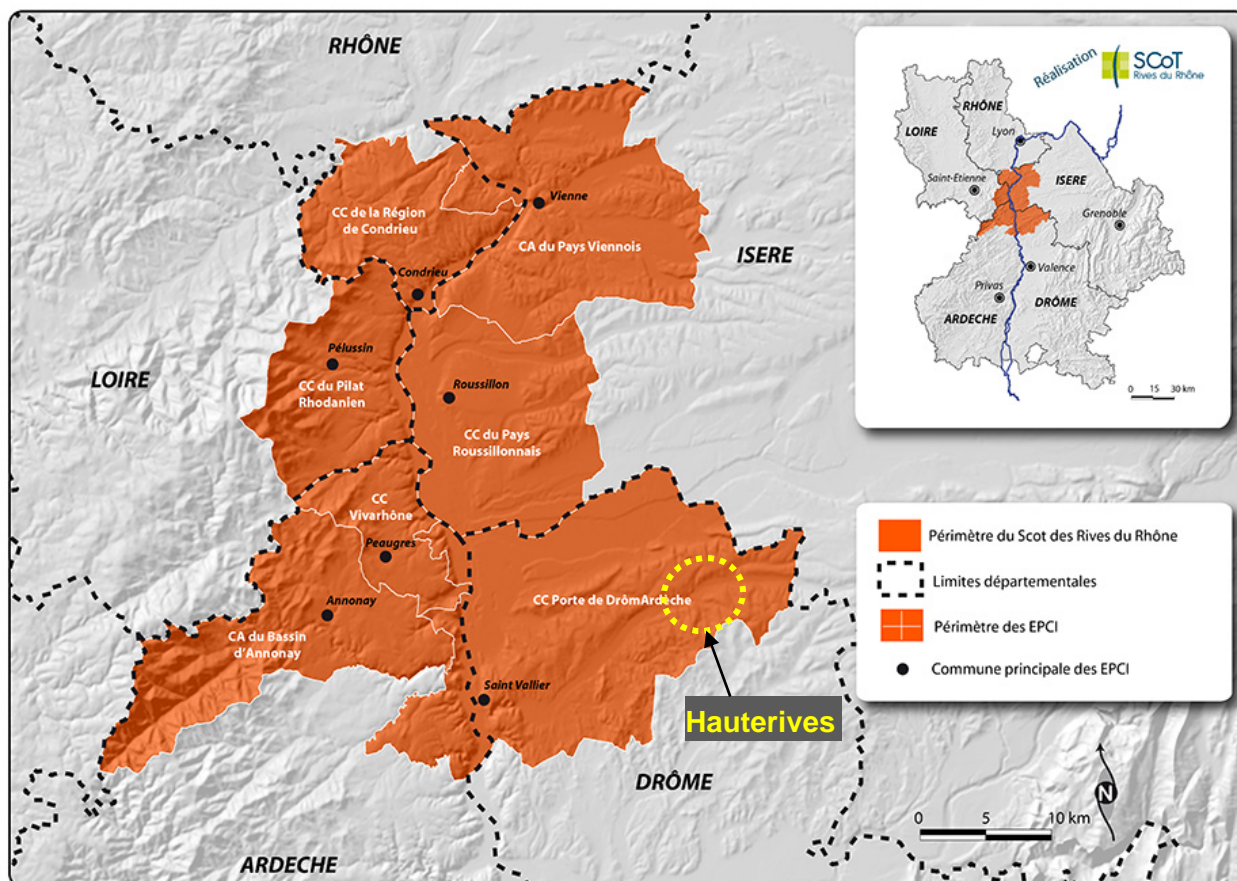 RHÔNE
Vienne
CC de la Région
de Condrieu
CA du Pays Viennois
ISERE
Condrieu
Pélussin
LOIRE
CC du Pilat
Rhodanien
Roussillon
CC du Pays
Roussillonnais
CC
Vivarhône
Peaugres
CC Porte de DrômArdèche
Annonay
CA du Bassin
d'Annonay
Saint Vallier
Hauterives
DRÔME
ARDECHE
Réalisation
SCoT
Rives du Rhône
RHÔNE
LOIRE
Lyon
Saint-Etienne
ISERE
Grenoble
Valence
Privas
DRÔME
ARDECHE
0 15 30 km
Périmètre du Scot des Rives du Rhône
Limites départementales
Périmètre des EPCI
Commune principale des EPCI
N
0 5 10 km